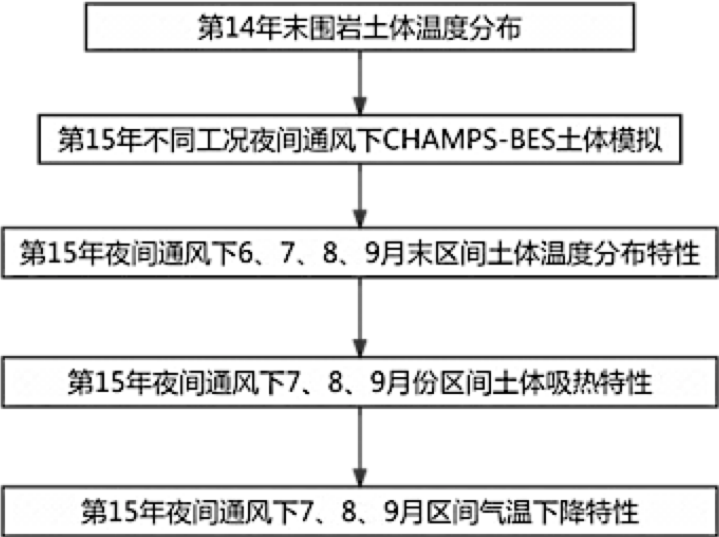 第14年末围岩土体温度分布
第15年不同工况夜间通风下CHAMPS-BES土体模拟
第15年夜间通风下6、7、8、9月末区间土体温度分布特性
第15年夜间通风下7、8、9月份区间土体吸热特性
第15年夜间通风下7、8、9月区间气温下降特性